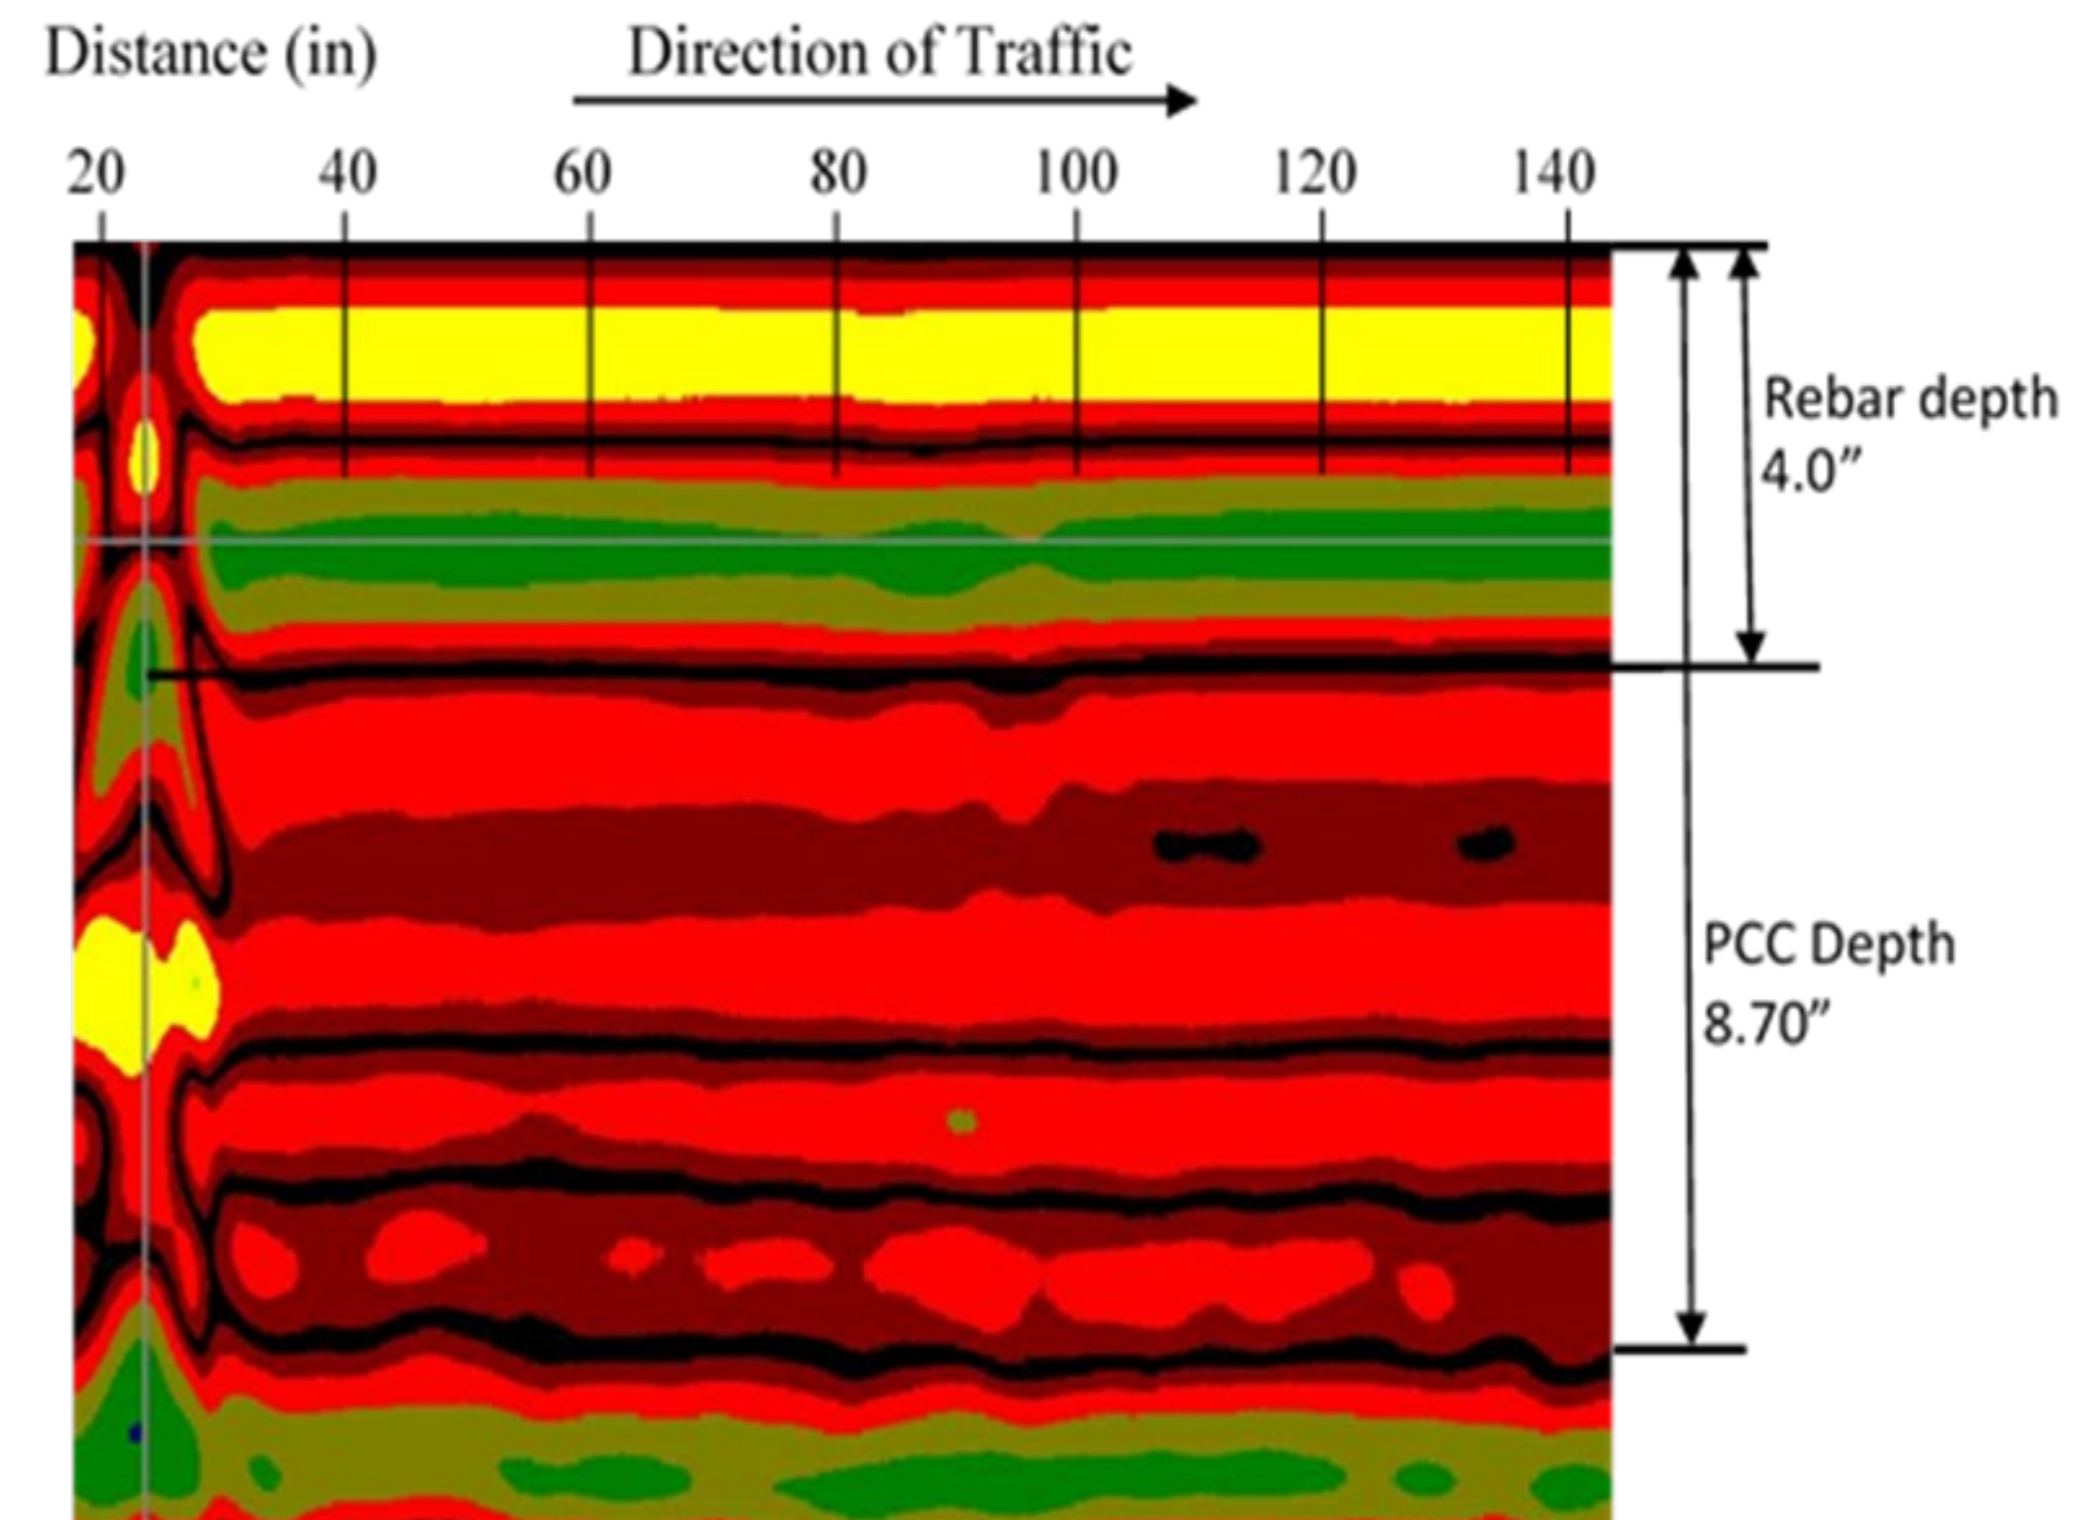 Distance (in)
Direction of Traffic
20 40 60 80 100 120 140
Rebar depth
4.0”
PCC Depth
8.70”